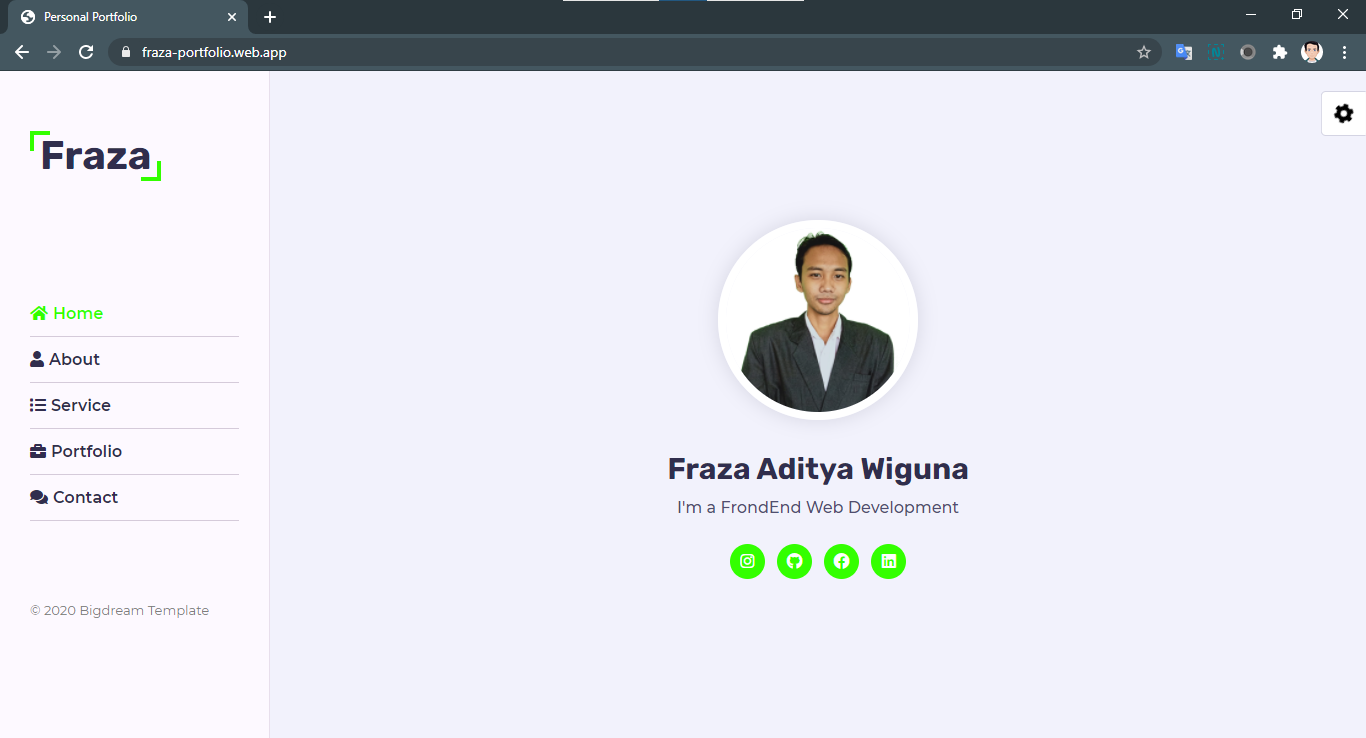 Personal Portfolio
fraza-portfolio.web.app
Fraza
Home
About
Service
Portfolio
Contact
© 2020 Bigdream Template
Fraza Aditya Wiguna
I'm a FrondEnd Web Development